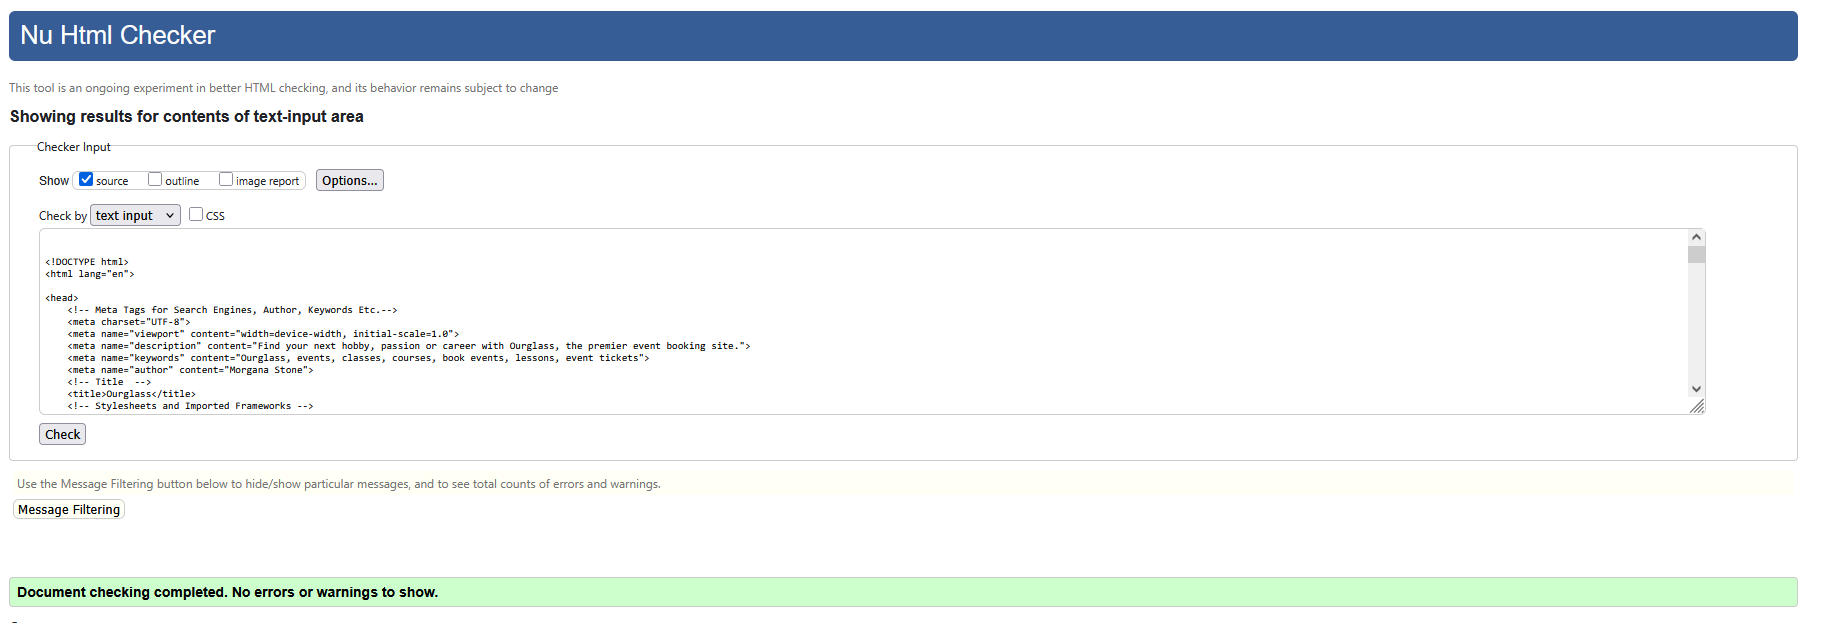 Nu Html Checker
This tool is an ongoing experiment in better HTML checking, and its behavior remains subject to change
Showing results for contents of text-input area
Checker Input
Show source outline image report Options...
Check by text input CSS
<!DOCTYPE html>
<html lang="en">
<head>
<!-- Meta Tags for Search Engines, Author, Keywords Etc.-->
<meta charset="UTF-8">
<meta name="viewport" content="width=device-width, initial-scale=1.0">
<meta name="description" content="Find your next hobby, passion or career with Ourglass, the premier event booking site.">
<meta name="keywords" content="Ourglass, events, classes, courses, book events, lessons, event tickets">
<meta name="author" content="Morgana Stone">
<!-- Title  -->
<title>Ourglass</title>
<!-- Stylesheets and Imported Frameworks -->
Check
Use the Message Filtering button below to hide/show particular messages, and to see total counts of errors and warnings.
Message Filtering
Document checking completed. No errors or warnings to show.